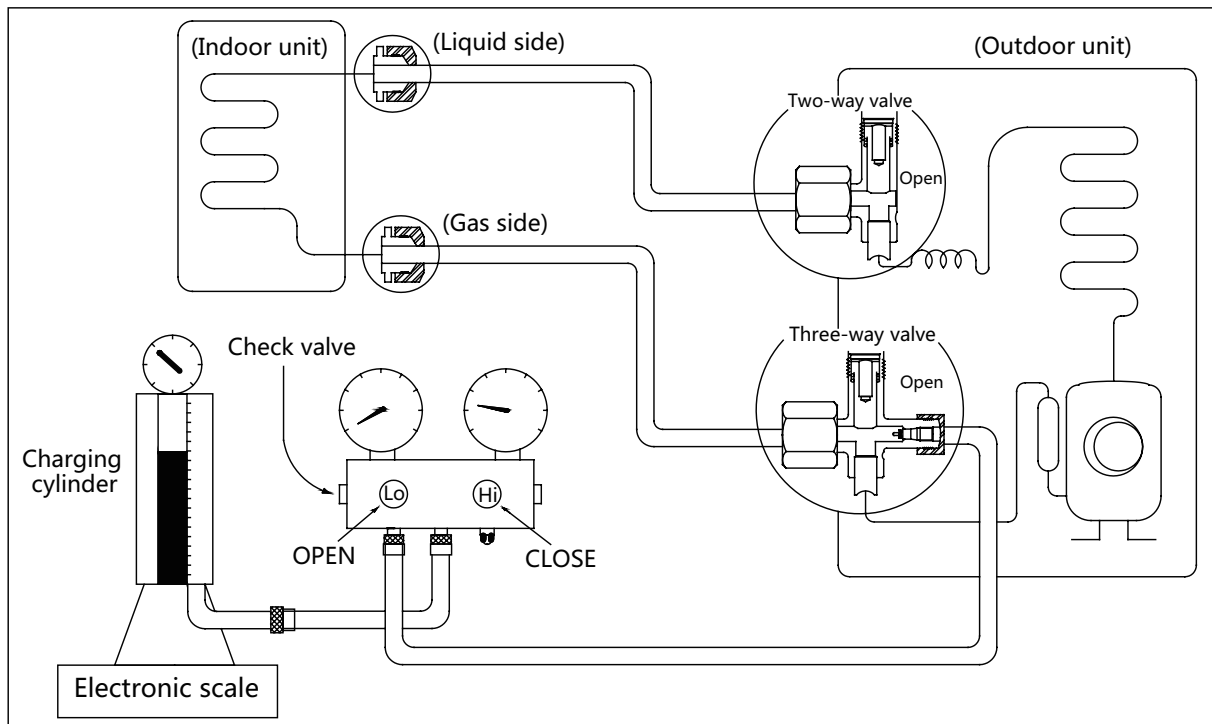 (Indoor unit)
(Liquid side)
(Outdoor unit)
Two-way valve
Open
(Gas side)
Three-way valve
Open
Check valve
Charging
cylinder
Lo
Hi
OPEN
CLOSE
Electronic scale